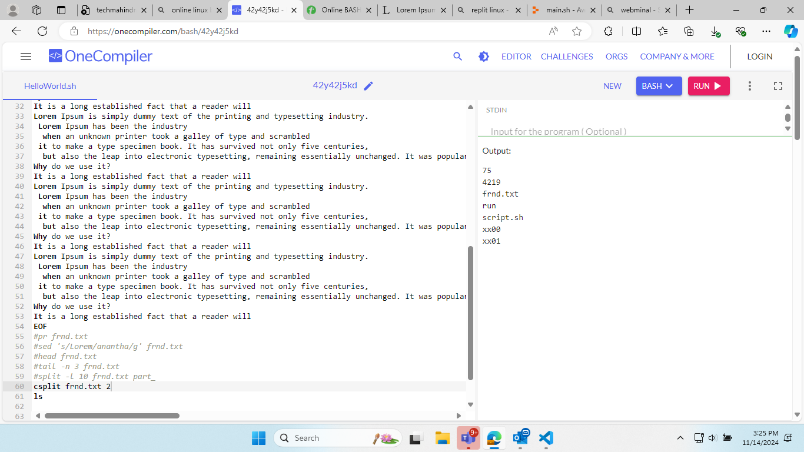 techmahind
online linux
42y42j5kd -
Online BASH
Lorem Ipsum
replit linux -
main.sh - Av
webminal -
https://onecompiler.com/bash/42y42j5kd
OneCompiler
EDITOR CHALLENGES ORGS COMPANY & MORE LOGIN
HelloWorld.sh
42y42j5kd
NEW BASH RUN
32 It is a long established fact that a reader will
33 Lorem Ipsum is simply dummy text of the printing and typesetting industry.
34 Lorem Ipsum has been the industry
35 when an unknown printer took a galley of type and scrambled
36 it to make a type specimen book. It has survived not only five centuries,
37 but also the leap into electronic typesetting, remaining essentially unchanged. It was popular
38 Why do we use it?
39 It is a long established fact that a reader will
40 Lorem Ipsum is simply dummy text of the printing and typesetting industry.
41 Lorem Ipsum has been the industry
42 when an unknown printer took a galley of type and scrambled
43 it to make a type specimen book. It has survived not only five centuries,
44 but also the leap into electronic typesetting, remaining essentially unchanged. It was popular
45 Why do we use it?
46 It is a long established fact that a reader will
47 Lorem Ipsum is simply dummy text of the printing and typesetting industry.
48 Lorem Ipsum has been the industry
49 when an unknown printer took a galley of type and scrambled
50 it to make a type specimen book. It has survived not only five centuries,
51 but also the leap into electronic typesetting, remaining essentially unchanged. It was popular
52 Why do we use it?
53 It is a long established fact that a reader will
54 EOF
55 #pr frnd.txt
56 #sed 's/Lorem/anantha/g' frnd.txt
57 #head frnd.txt
58 #tail -n 3 frnd.txt
59 #split -l 10 frnd.txt part_
60 csplit frnd.txt 2
61 ls
62
63
STDIN
Input for the program ( Optional )
Output:
75
4219
frnd.txt
run
script.sh
xx00
xx01
Search
9+
3:25 PM
11/14/2024